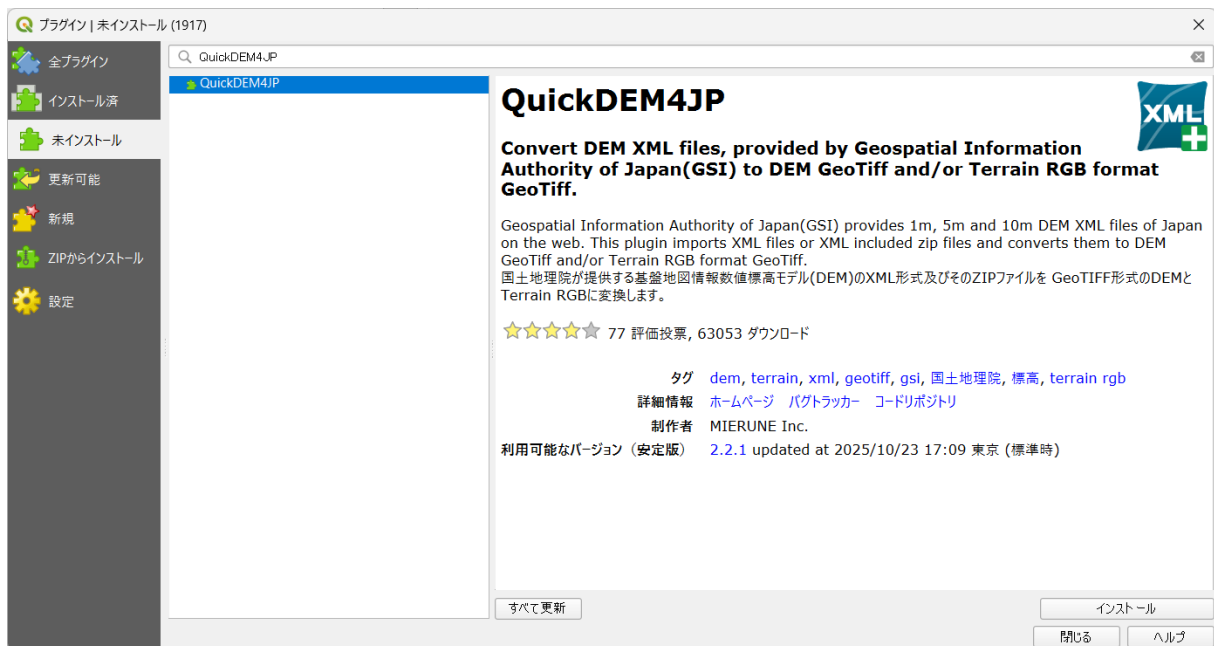 プラグイン | 未インストール (1917)
全プラグイン
インストール済
未インストール
更新可能
新規
ZIPからインストール
設定
QuickDEM4JP
QuickDEM4JP
QuickDEM4JP
XML
Convert DEM XML files, provided by Geospatial Information
Authority of Japan(GSI) to DEM GeoTiff and/or Terrain RGB format
GeoTiff.
Geospatial Information Authority of Japan(GSI) provides 1m, 5m and 10m DEM XML files of Japan
on the web. This plugin imports XML files or XML included zip files and converts them to DEM
GeoTiff and/or Terrain RGB format GeoTiff.
国土地理院が提供する基盤地図情報数値標高モデル(DEM)のXML形式及びそのZIPファイルを GeoTIFF形式のDEMと
Terrain RGBに変換します。
77 評価投票, 63053 ダウンロード
タグ dem, terrain, xml, geotiff, gsi, 国土地理院, 標高, terrain rgb
詳細情報 ホームページ バグトラッカー コードリポジトリ
制作者 MIERUNE Inc.
利用可能なバージョン（安定版） 2.2.1 updated at 2025/10/23 17:09 東京 (標準時)
すべて更新
インストール
閉じる
ヘルプ